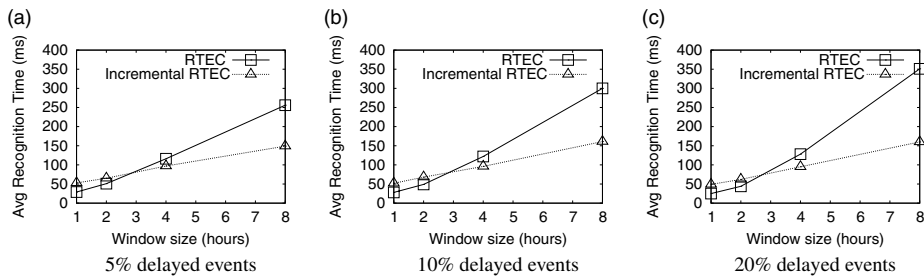 (a)
Avg Recognition Time (ms)
400
350
300
250
200
150
100
50
0
RTEC
Incremental RTEC
1 2 3 4 5 6 7 8
Window size (hours)
5% delayed events
(b)
Avg Recognition Time (ms)
400
350
300
250
200
150
100
50
0
RTEC
Incremental RTEC
1 2 3 4 5 6 7 8
Window size (hours)
10% delayed events
(c)
Avg Recognition Time (ms)
400
350
300
250
200
150
100
50
0
RTEC
Incremental RTEC
1 2 3 4 5 6 7 8
Window size (hours)
20% delayed events